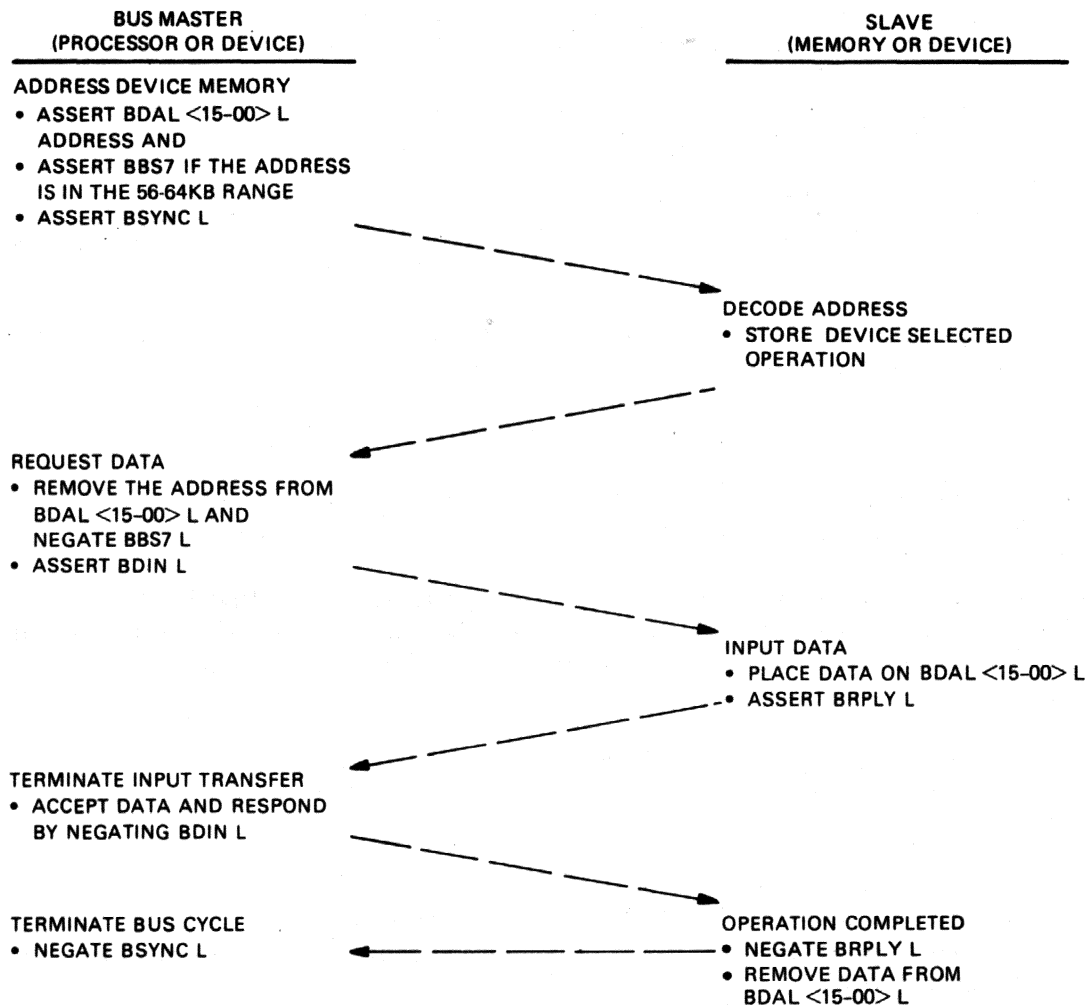 BUS MASTER
(PROCESSOR OR DEVICE)
SLAVE
(MEMORY OR DEVICE)
ADDRESS DEVICE MEMORY
• ASSERT BDAL <15-00> L
ADDRESS AND
• ASSERT BBS7 IF THE ADDRESS
IS IN THE 56-64KB RANGE
• ASSERT BSYNC L
DECODE ADDRESS
• STORE DEVICE SELECTED
OPERATION
REQUEST DATA
• REMOVE THE ADDRESS FROM
BDAL <15-00> L AND
NEGATE BBS7 L
• ASSERT BDIN L
INPUT DATA
• PLACE DATA ON BDAL <15-00> L
• ASSERT BRPLY L
TERMINATE INPUT TRANSFER
• ACCEPT DATA AND RESPOND
BY NEGATING BDIN L
OPERATION COMPLETED
• NEGATE BRPLY L
• REMOVE DATA FROM
BDAL <15-00> L
TERMINATE BUS CYCLE
• NEGATE BSYNC L